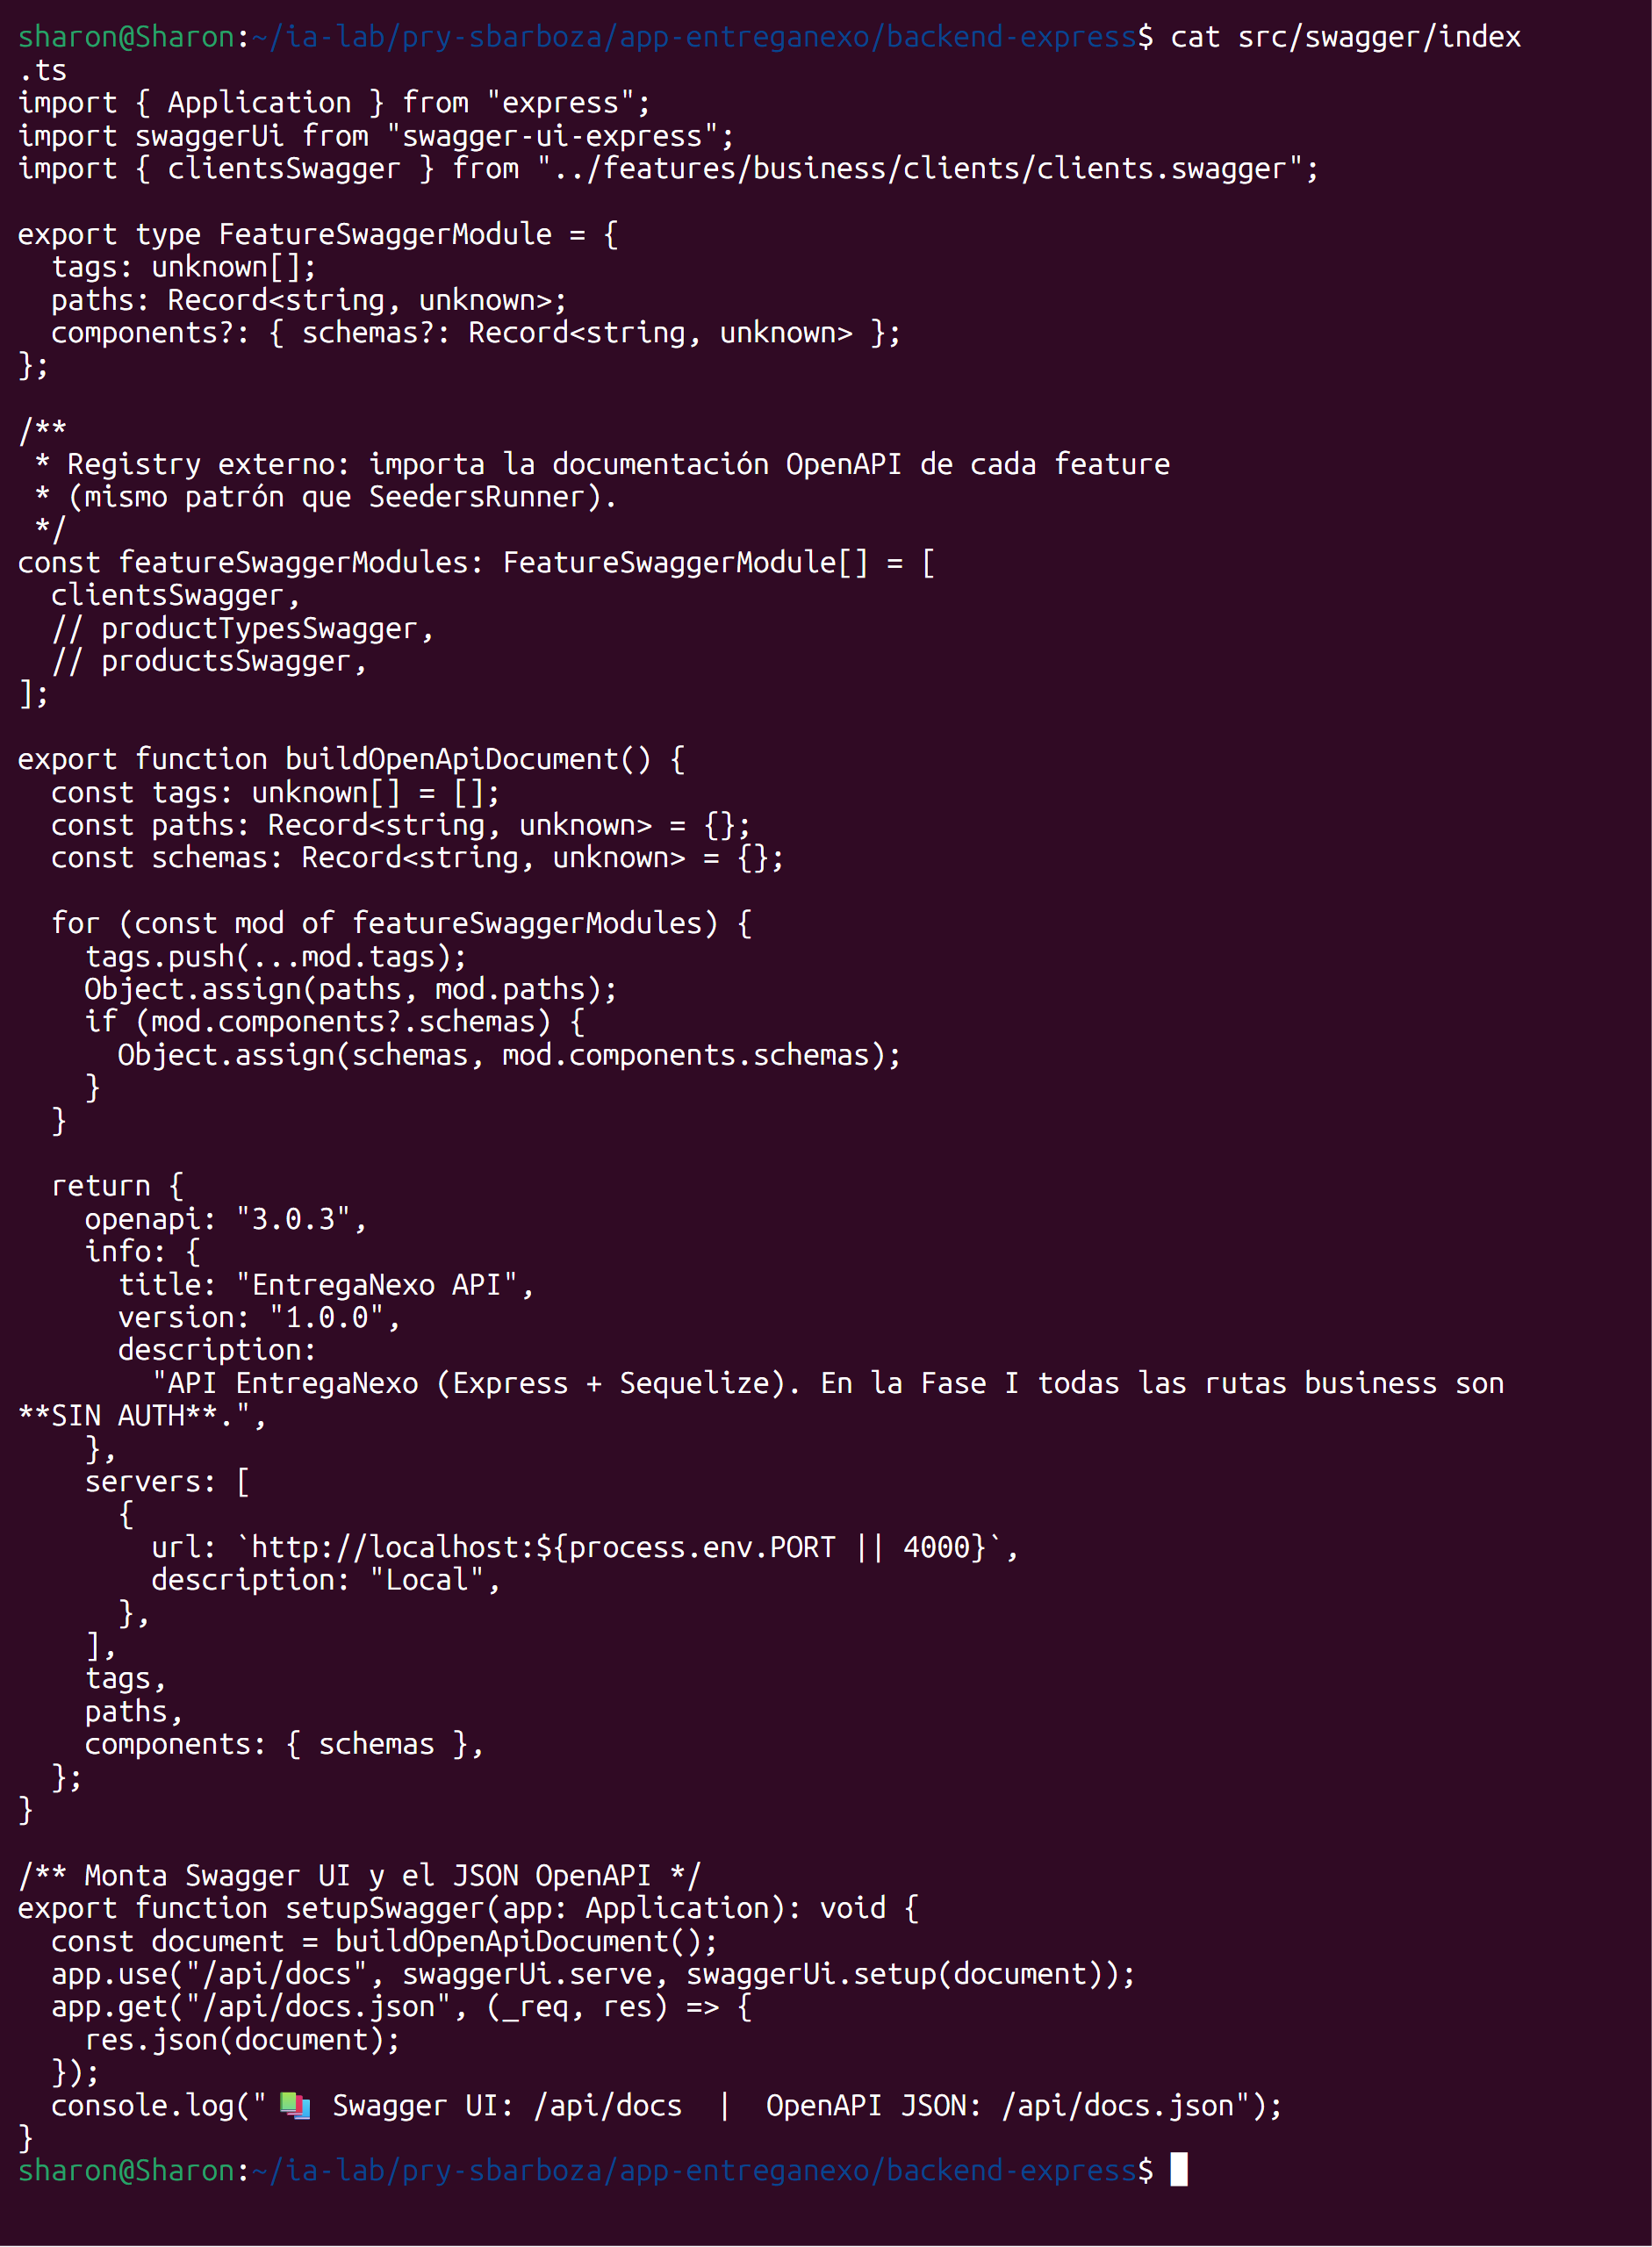 sharon@Sharon:~/ia-lab/pry-sbarboza/app-entreganexo/backend-express$ cat src/swagger/index
.ts
import { Application } from "express";
import swaggerUi from "swagger-ui-express";
import { clientsSwagger } from "../features/business/clients/clients.swagger";

export type FeatureSwaggerModule = {
  tags: unknown[];
  paths: Record<string, unknown>;
  components?: { schemas?: Record<string, unknown> };
};

/**
 * Registry externo: importa la documentación OpenAPI de cada feature
 * (mismo patrón que SeedersRunner).
 */
const featureSwaggerModules: FeatureSwaggerModule[] = [
  clientsSwagger,
  // productTypesSwagger,
  // productsSwagger,
];

export function buildOpenApiDocument() {
  const tags: unknown[] = [];
  const paths: Record<string, unknown> = {};
  const schemas: Record<string, unknown> = {};

  for (const mod of featureSwaggerModules) {
    tags.push(...mod.tags);
    Object.assign(paths, mod.paths);
    if (mod.components?.schemas) {
      Object.assign(schemas, mod.components.schemas);
    }
  }

  return {
    openapi: "3.0.3",
    info: {
      title: "EntregaNexo API",
      version: "1.0.0",
      description:
        "API EntregaNexo (Express + Sequelize). En la Fase I todas las rutas business son
**SIN AUTH**.",
    },
    servers: [
      {
        url: `http://localhost:${process.env.PORT || 4000}`,
        description: "Local",
      },
    ],
    tags,
    paths,
    components: { schemas },
  };
}

/** Monta Swagger UI y el JSON OpenAPI */
export function setupSwagger(app: Application): void {
  const document = buildOpenApiDocument();
  app.use("/api/docs", swaggerUi.serve, swaggerUi.setup(document));
  app.get("/api/docs.json", (_req, res) => {
    res.json(document);
  });
  console.log("📚 Swagger UI: /api/docs  |  OpenAPI JSON: /api/docs.json");
}
sharon@Sharon:~/ia-lab/pry-sbarboza/app-entreganexo/backend-express$